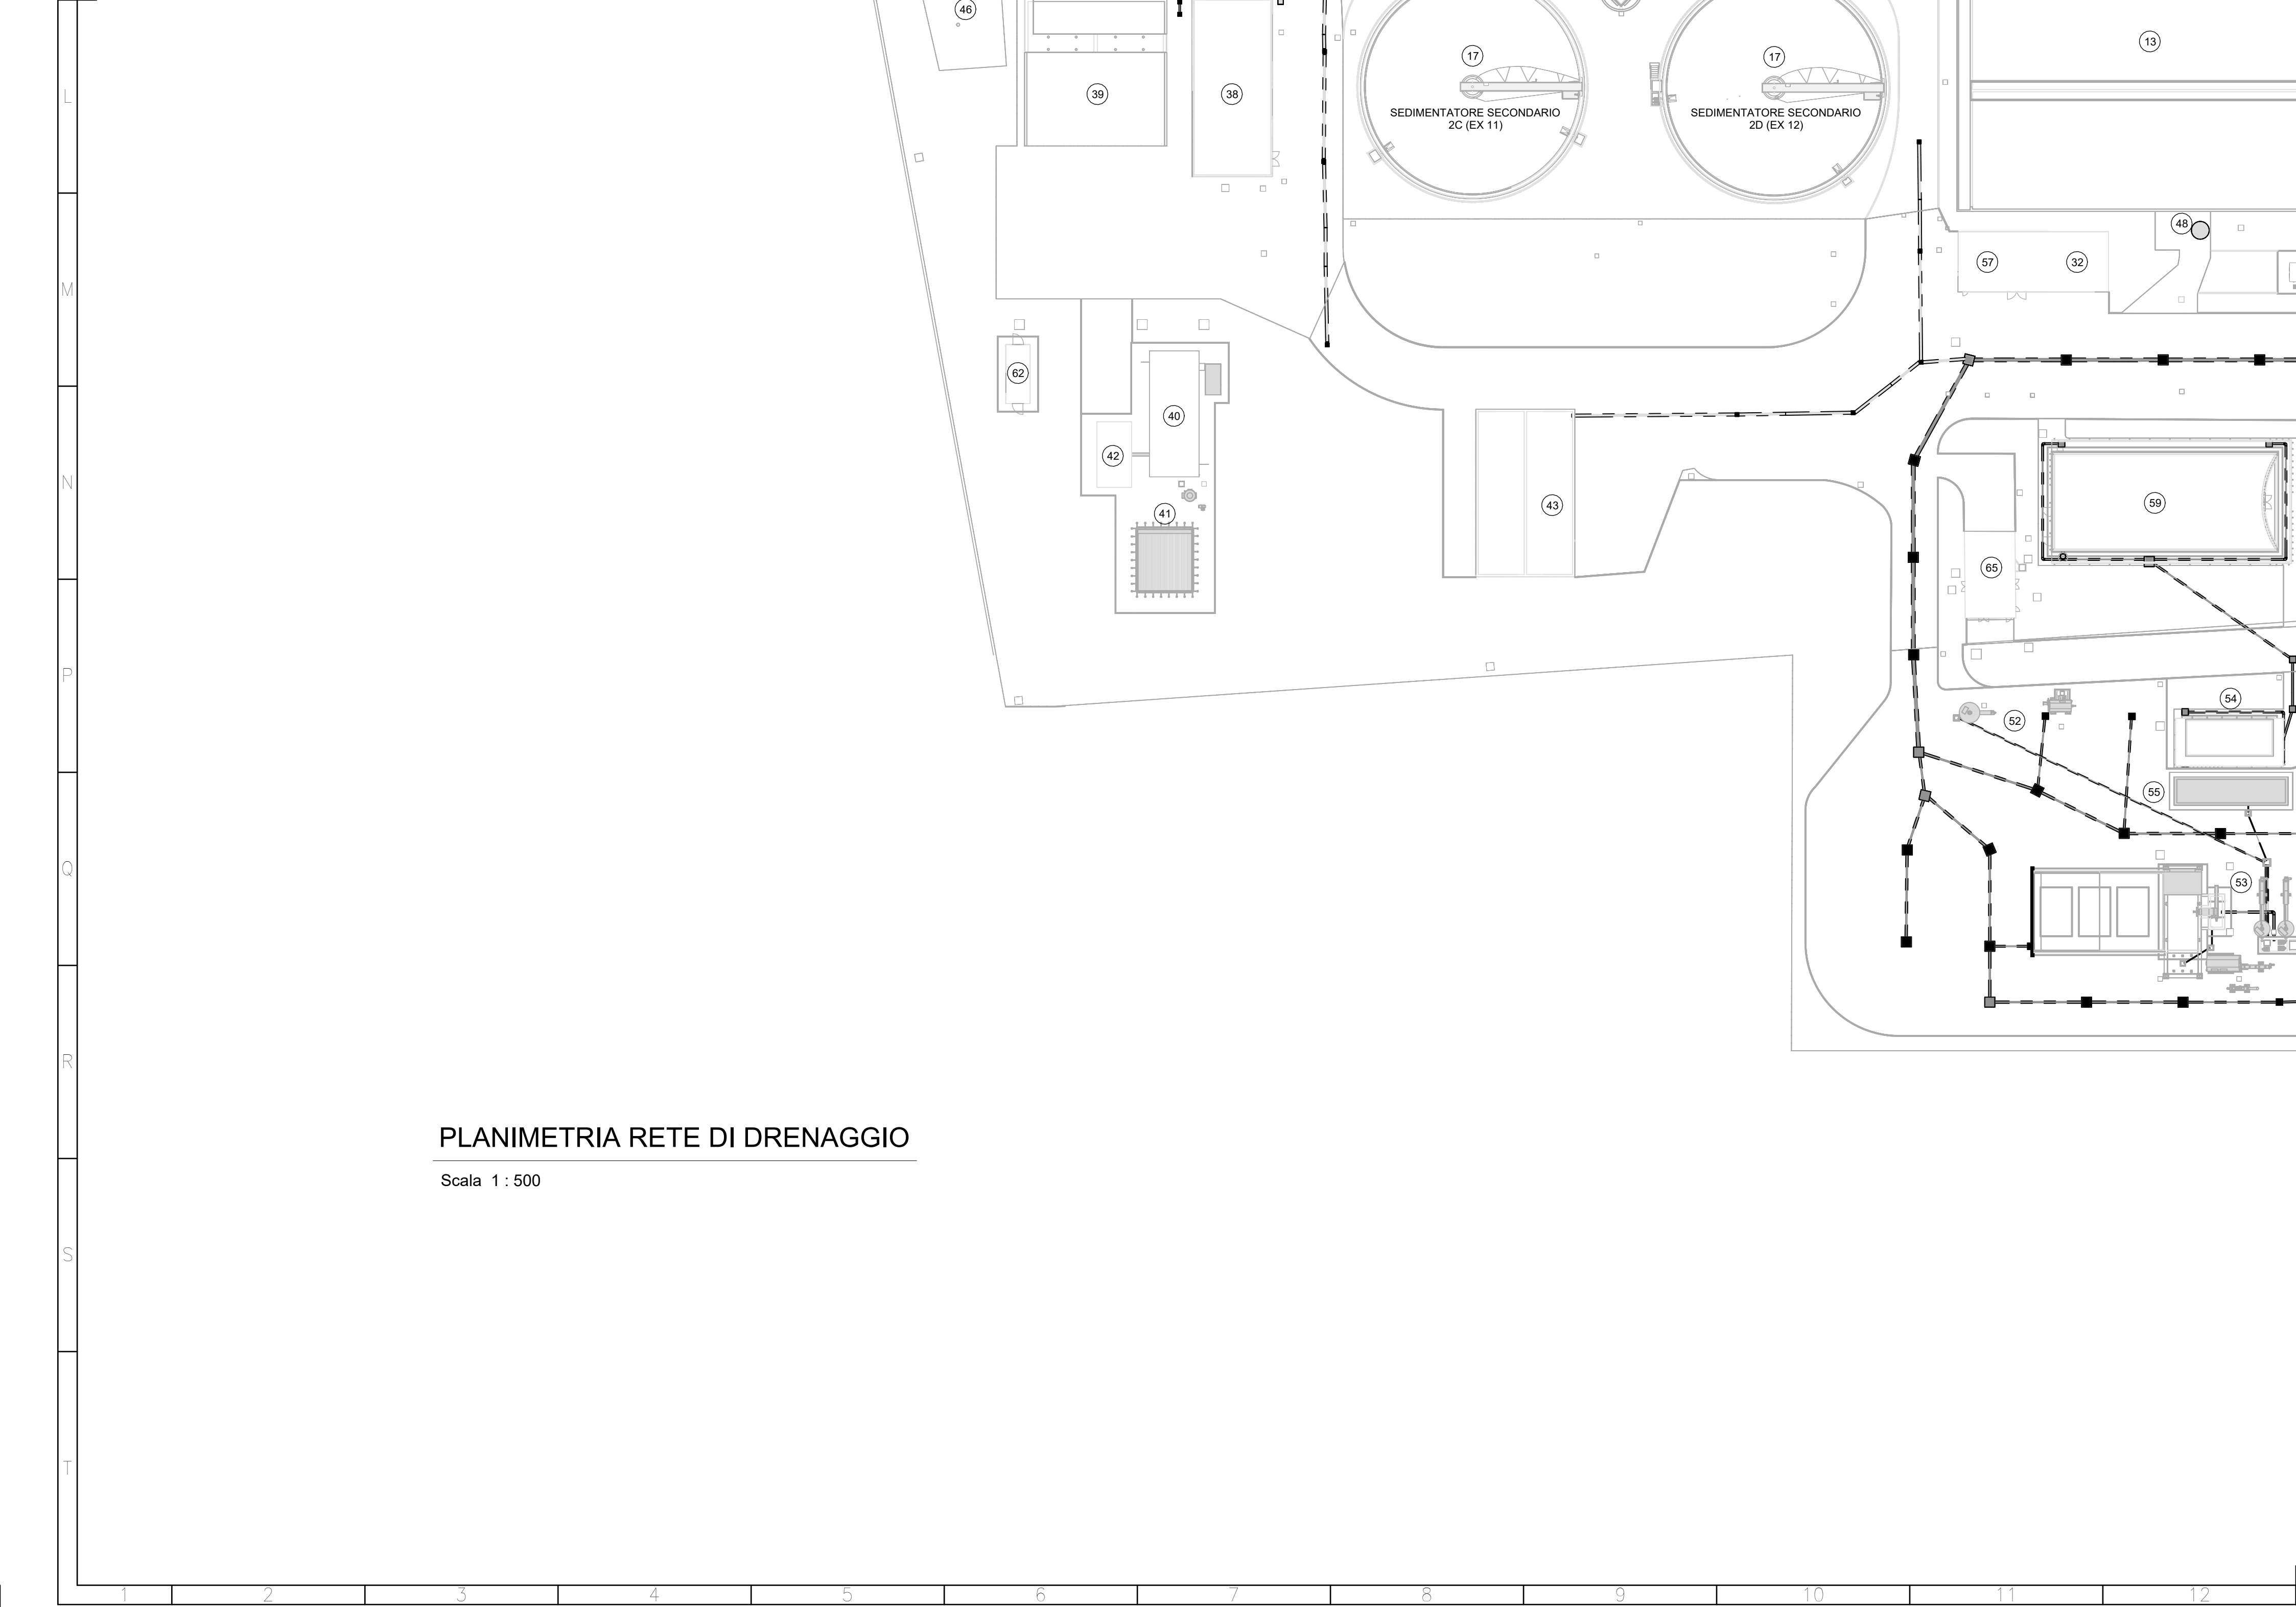 46
13
17
17
L
39
38
SEDIMENTATORE SECONDARIO
2C (EX 11)
SEDIMENTATORE SECONDARIO
2D (EX 12)
48
57
32
M
62
40
42
N
43
59
41
65
P
54
52
55
Q
53
R
PLANIMETRIA RETE DI DRENAGGIO
Scala 1 : 500
S
T
1 2 3 4 5 6 7 8 9 10 11 12